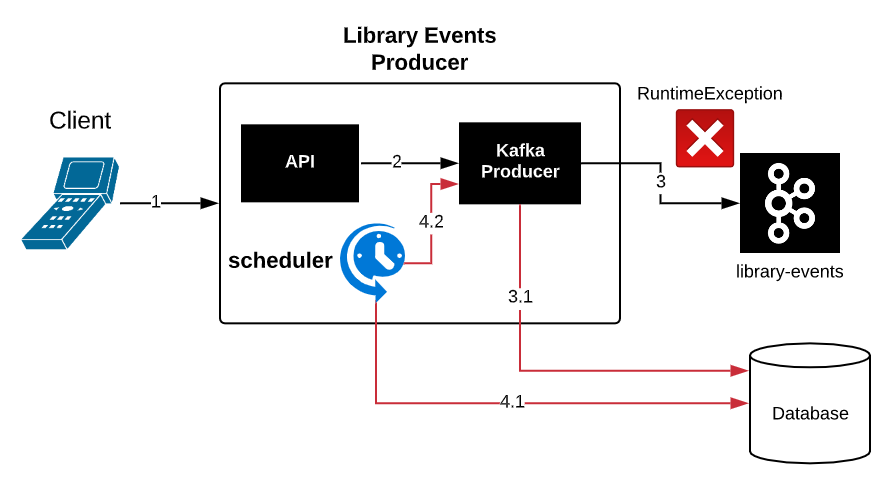 Library Events
Producer
RuntimeException
Client
API
2
Kafka
Producer
3
1
4.2
scheduler
library-events
3.1
4.1
Database